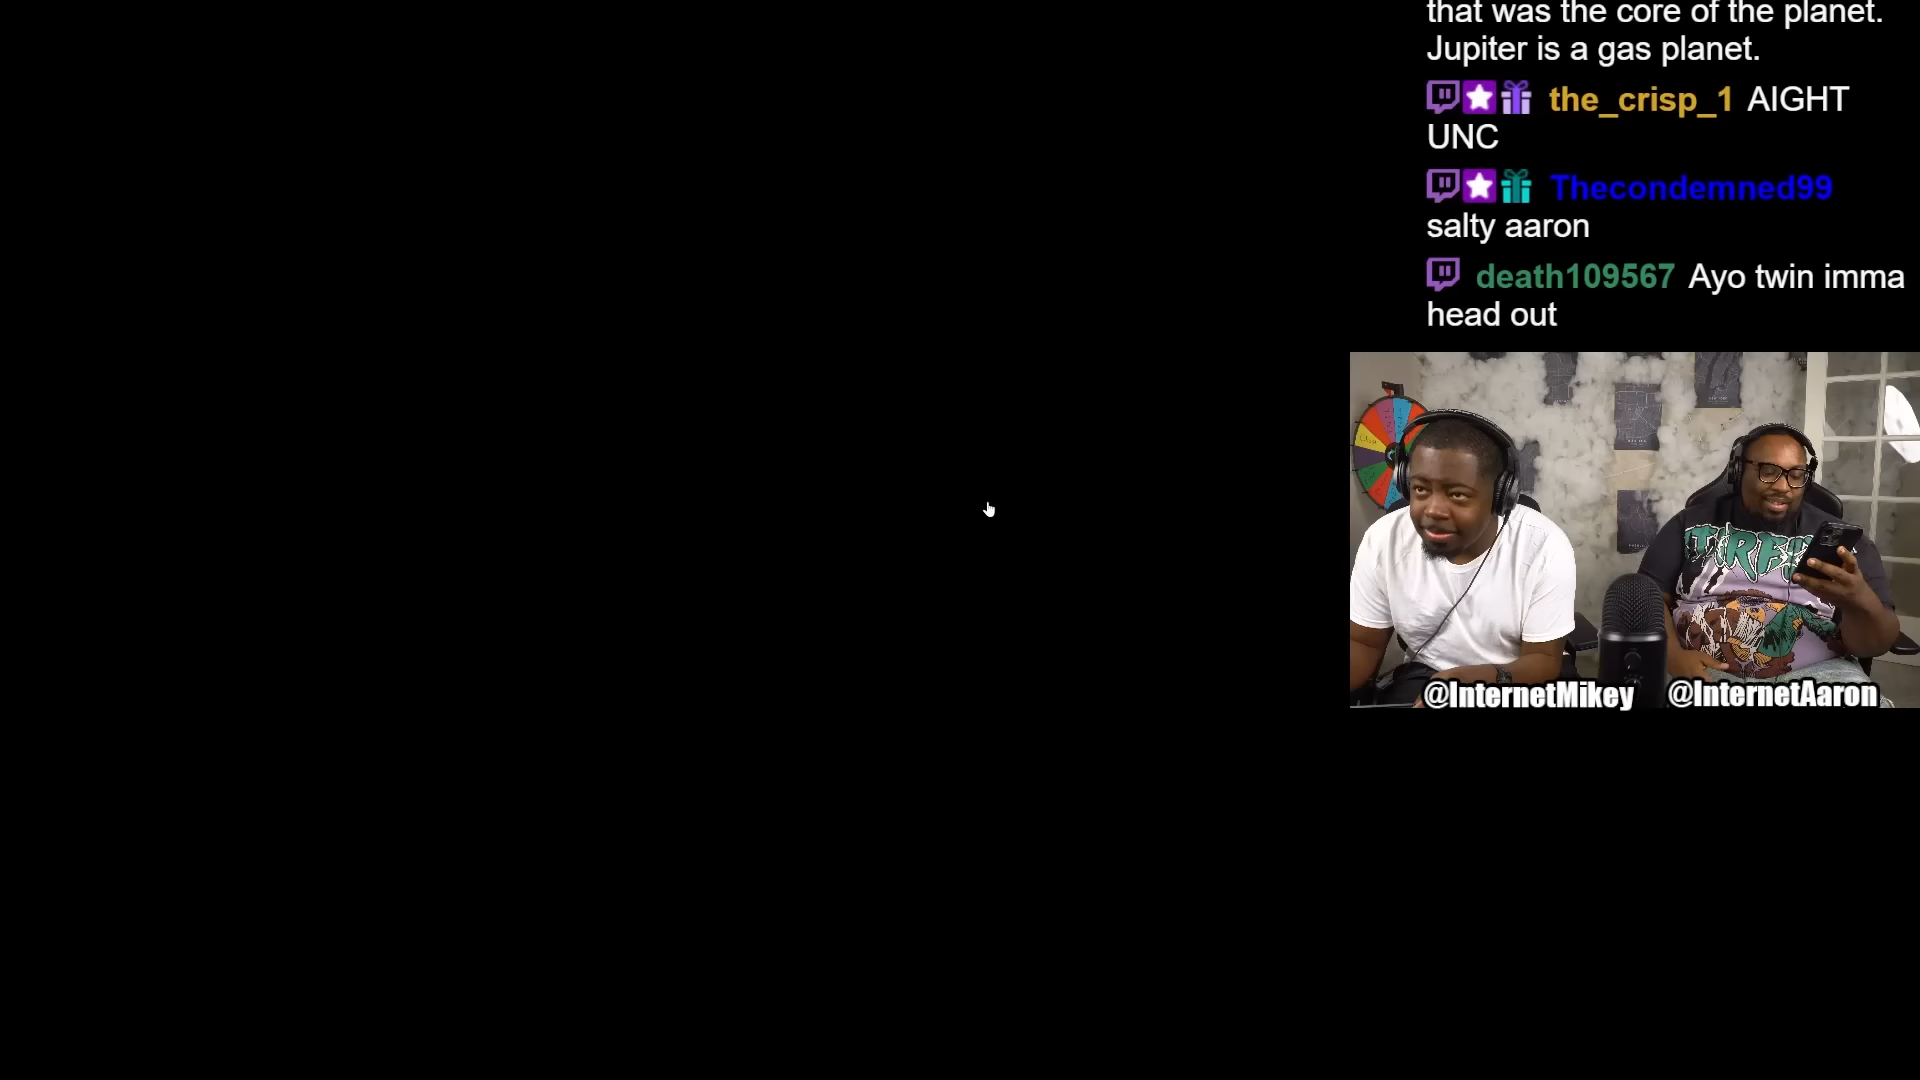 that was the core of the planet.
Jupiter is a gas planet.
the_crisp_1 AIGHT
UNC
Thecondemned99
salty aaron
death109567 Ayo twin imma
head out
@InternetMikey @InternetAaron